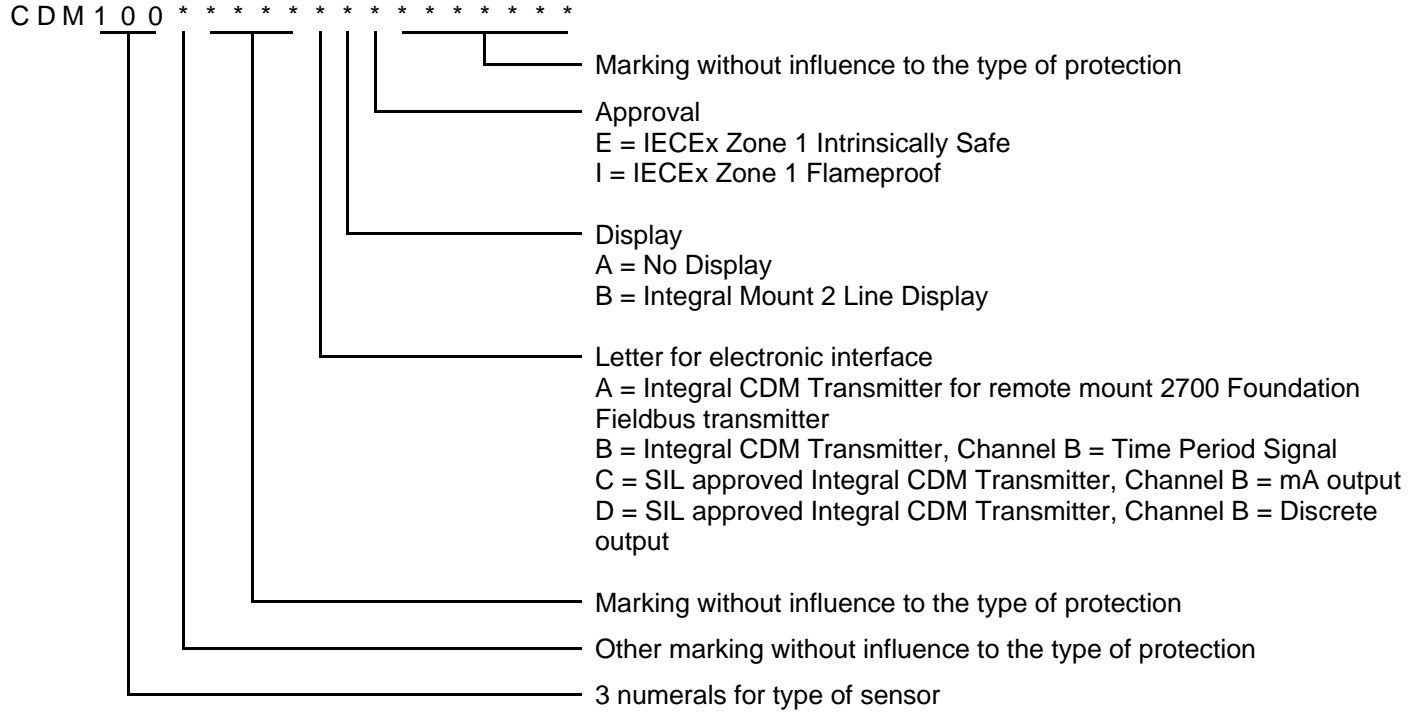 C D M 1 0 0 * * * * * * * * * * * * * * *
Marking without influence to the type of protection
Approval
E = IECEx Zone 1 Intrinsically Safe
I = IECEx Zone 1 Flameproof
Display
A = No Display
B = Integral Mount 2 Line Display
Letter for electronic interface
A = Integral CDM Transmitter for remote mount 2700 Foundation
Fieldbus transmitter
B = Integral CDM Transmitter, Channel B = Time Period Signal
C = SIL approved Integral CDM Transmitter, Channel B = mA output
D = SIL approved Integral CDM Transmitter, Channel B = Discrete
output
Marking without influence to the type of protection
Other marking without influence to the type of protection
3 numerals for type of sensor